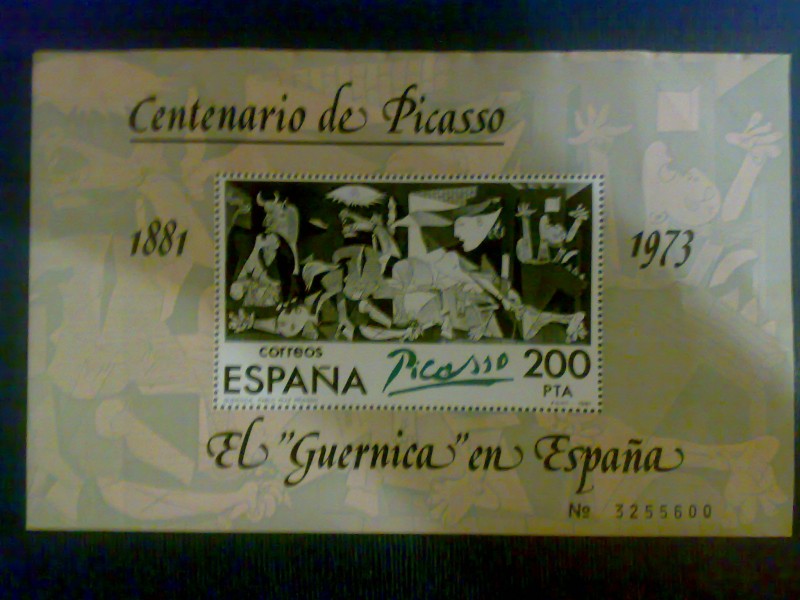 Centenario de Picasso
1881
1973
correos
ESPAÑA
Picasso
200
PTA
El "Guernica" en España
Nº 3255600